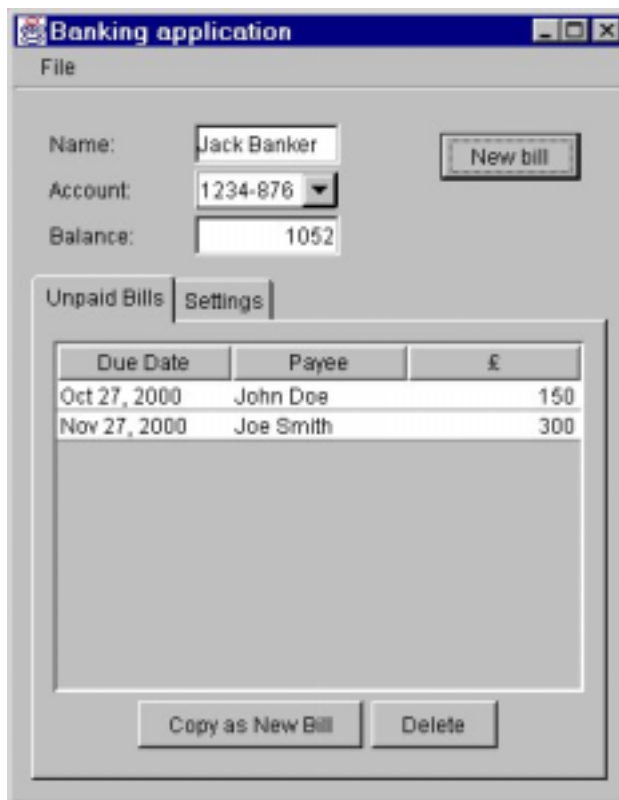 Banking application
File
Name: Jack Banker New bill
Account: 1234-876
Balance: 1052
Unpaid Bills Settings
Due Date Payee £
Oct 27, 2000 John Doe 150
Nov 27, 2000 Joe Smith 300
Copy as New Bill Delete